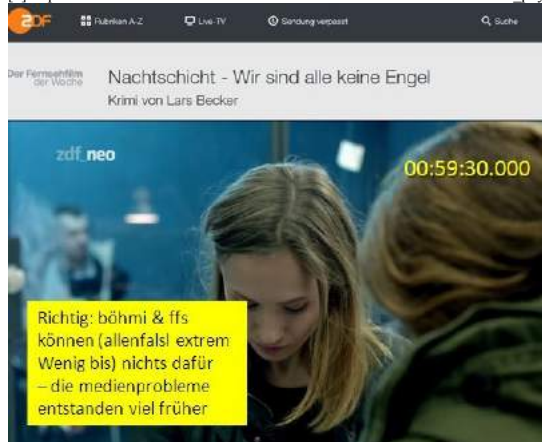 ZDF Rubriken A-Z Live-TV Sendung verpasst Suche
Der Fernsehfilm
der Woche
Nachtschicht - Wir sind alle keine Engel
Krimi von Lars Becker
zdf_neo
00:59:30.000
Richtig: böhmi & ffs
können (allenfalsl extrem
Wenig bis) nichts dafür
– die medienprobleme
entstanden viel früher